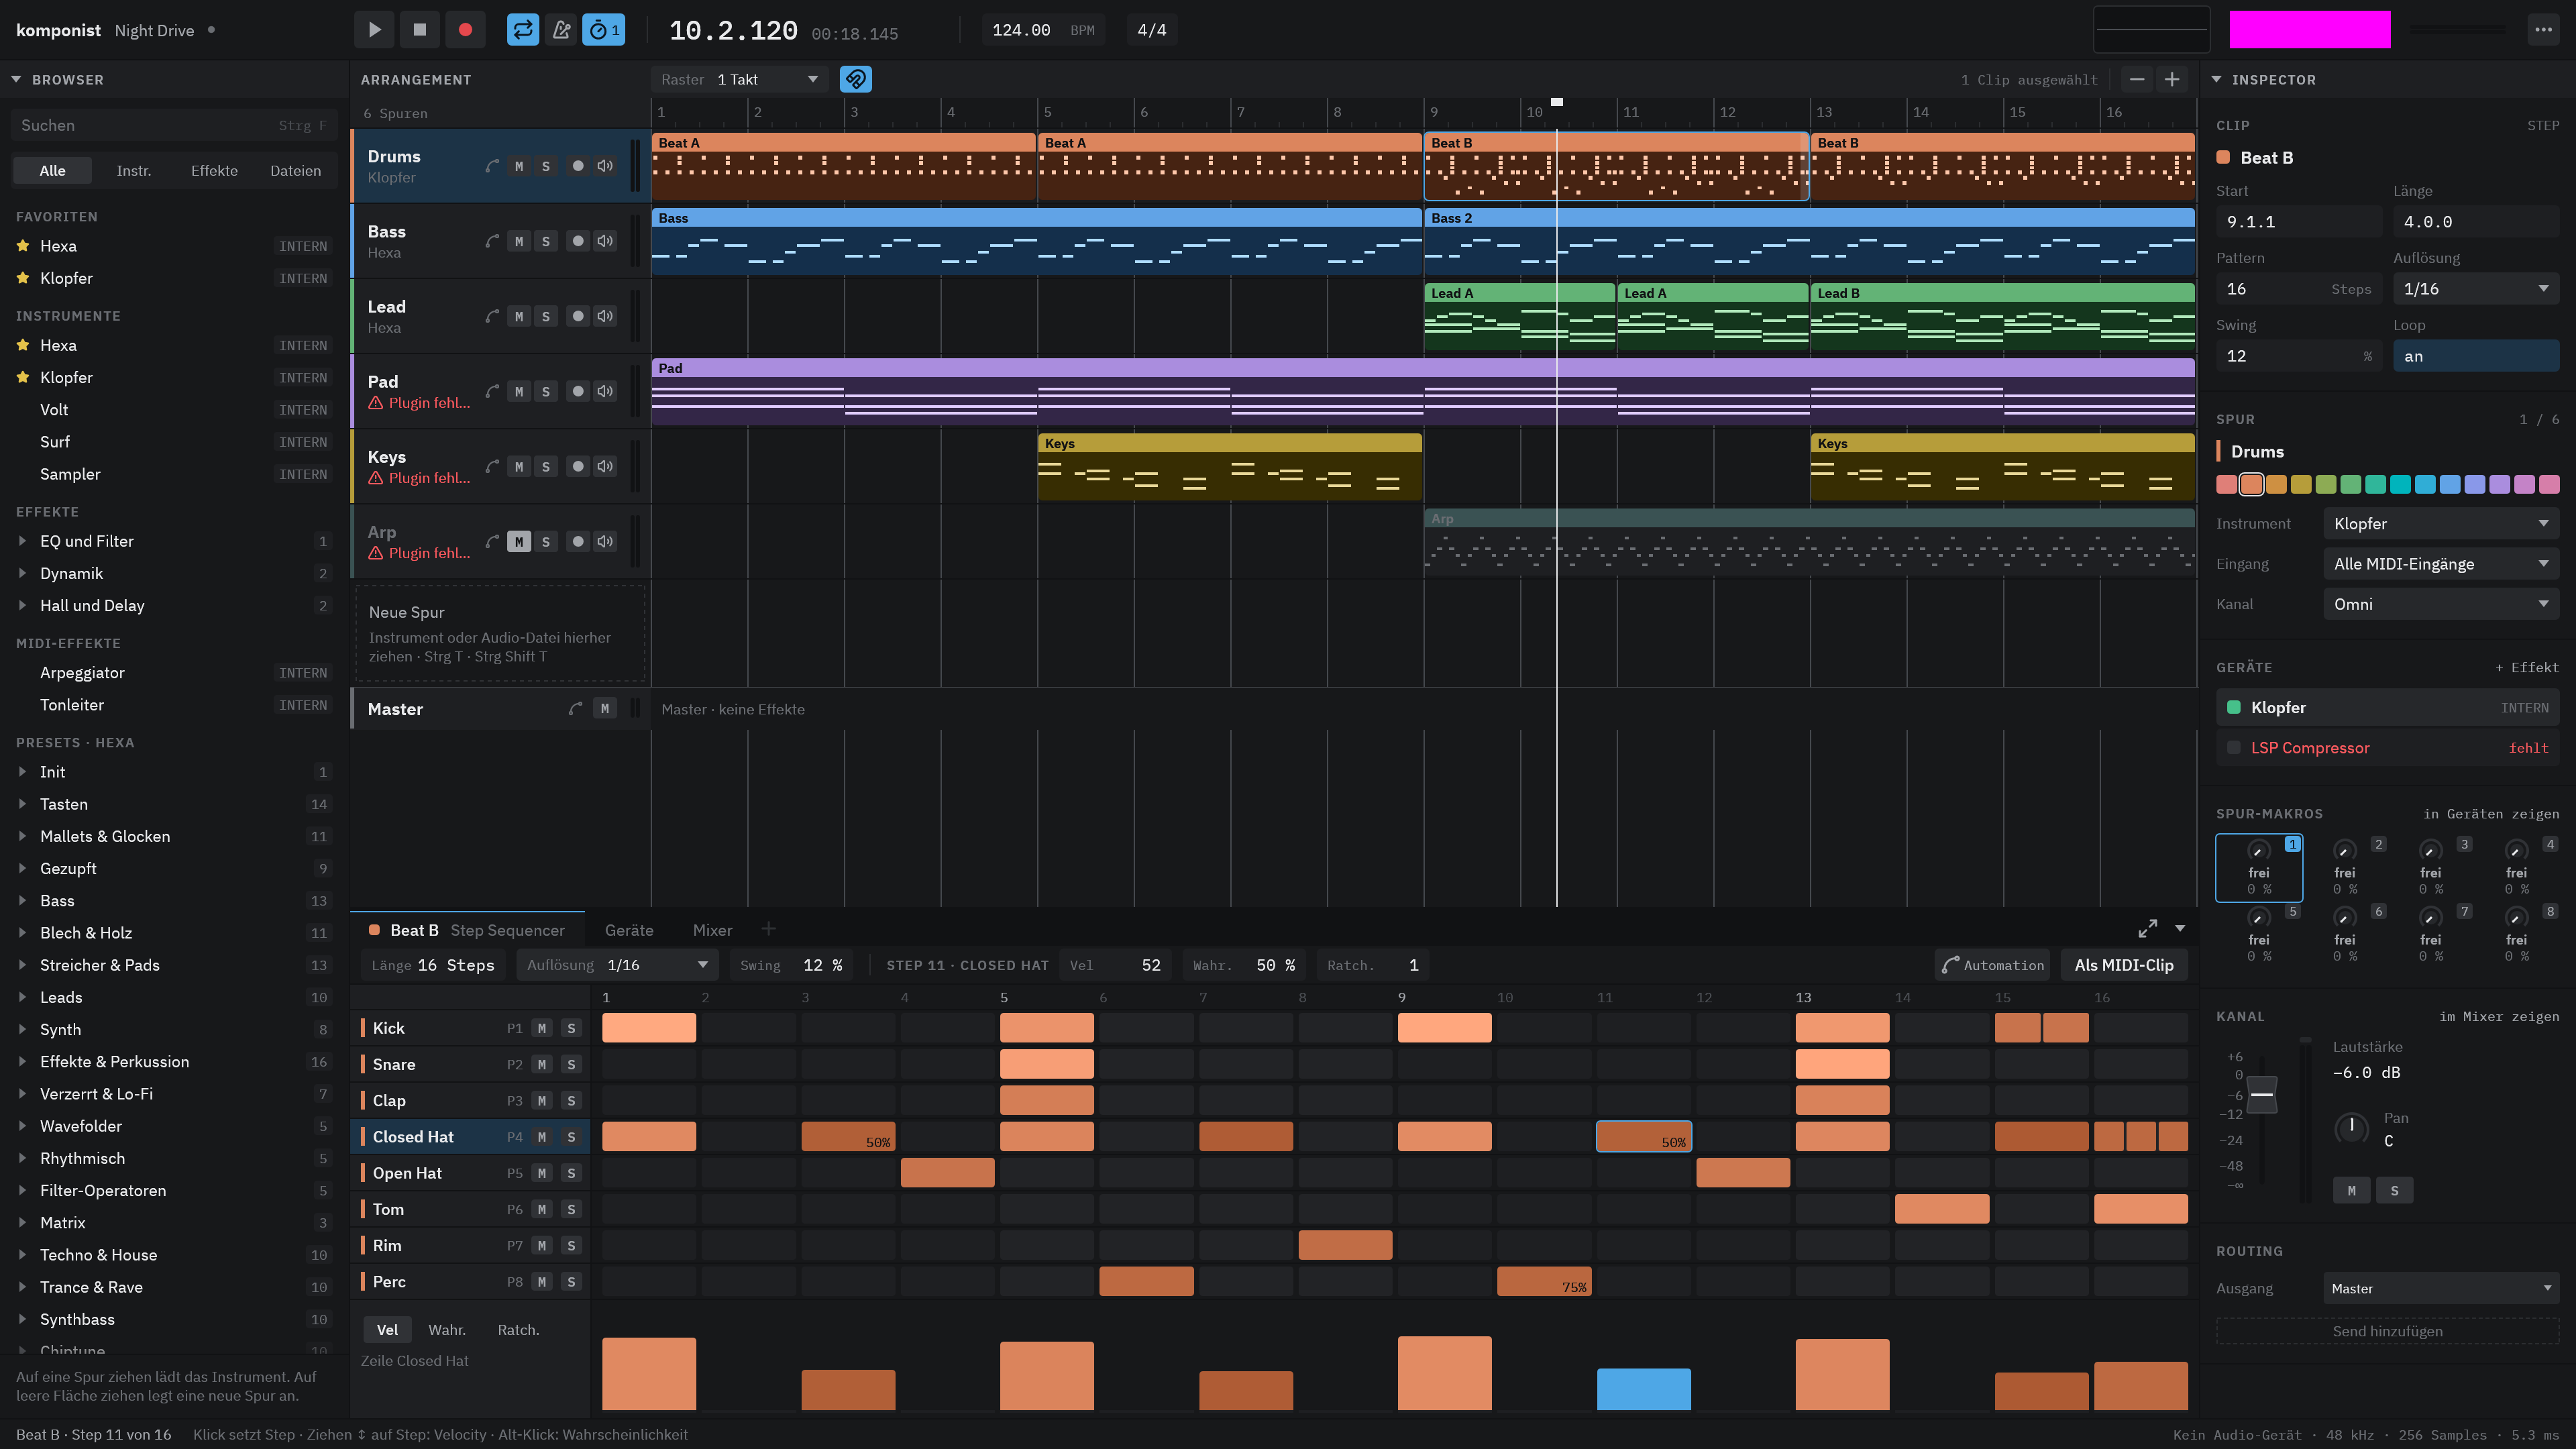 komponist Night Drive
1
10.2.120 00:18.145
124.00 BPM
4/4
BROWSER
Suchen Strg F
Alle Instr. Effekte Dateien
FAVORITEN
Hexa INTERN
Klopfer INTERN
INSTRUMENTE
Hexa INTERN
Klopfer INTERN
Volt INTERN
Surf INTERN
Sampler INTERN
EFFEKTE
EQ und Filter 1
Dynamik 2
Hall und Delay 2
MIDI-EFFEKTE
Arpeggiator INTERN
Tonleiter INTERN
PRESETS · HEXA
Init 1
Tasten 14
Mallets & Glocken 11
Gezupft 9
Bass 13
Blech & Holz 11
Streicher & Pads 13
Leads 10
Synth 8
Effekte & Perkussion 16
Verzerrt & Lo-Fi 7
Wavefolder 5
Rhythmisch 5
Filter-Operatoren 5
Matrix 3
Techno & House 10
Trance & Rave 10
Synthbass 10
Chiptune 10
Auf eine Spur ziehen lädt das Instrument. Auf
leere Fläche ziehen legt eine neue Spur an.
ARRANGEMENT
Raster 1 Takt
1 Clip ausgewählt
6 Spuren
1 2 3 4 5 6 7 8 9 10 11 12 13 14 15 16
Drums
Klopfer
M S
Beat A
Beat A
Beat B
Beat B
Bass
Hexa
M S
Bass
Bass 2
Lead
Hexa
M S
Lead A
Lead A
Lead B
Pad
Plugin fehl...
M S
Pad
Keys
Plugin fehl...
M S
Keys
Keys
Arp
Plugin fehl...
M S
Arp
Neue Spur
Instrument oder Audio-Datei hierher
ziehen · Strg T · Strg Shift T
Master M
Master · keine Effekte
Beat B Step Sequencer
Geräte
Mixer
Länge 16 Steps
Auflösung 1/16
Swing 12 %
STEP 11 · CLOSED HAT
Vel 52
Wahr. 50 %
Ratch. 1
Automation
Als MIDI-Clip
1 2 3 4 5 6 7 8 9 10 11 12 13 14 15 16
Kick P1 M S
Snare P2 M S
Clap P3 M S
Closed Hat P4 M S
50%
50%
Open Hat P5 M S
Tom P6 M S
Rim P7 M S
Perc P8 M S
75%
Vel Wahr. Ratch.
Zeile Closed Hat
INSPECTOR
CLIP STEP
Beat B
Start Länge
9.1.1 4.0.0
Pattern Auflösung
16 Steps 1/16
Swing Loop
12 % an
SPUR 1 / 6
Drums
Instrument Klopfer
Eingang Alle MIDI-Eingänge
Kanal Omni
GERÄTE + Effekt
Klopfer INTERN
LSP Compressor fehlt
SPUR-MAKROS in Geräten zeigen
1 2 3 4
frei frei frei frei
0 % 0 % 0 % 0 %
5 6 7 8
frei frei frei frei
0 % 0 % 0 % 0 %
KANAL im Mixer zeigen
+6
0
−6
−12
−24
−48
−∞
Lautstärke
−6.0 dB
Pan
C
M S
ROUTING
Ausgang Master
Send hinzufügen
Beat B · Step 11 von 16 Klick setzt Step · Ziehen ↕ auf Step: Velocity · Alt-Klick: Wahrscheinlichkeit
Kein Audio-Gerät · 48 kHz · 256 Samples · 5.3 ms